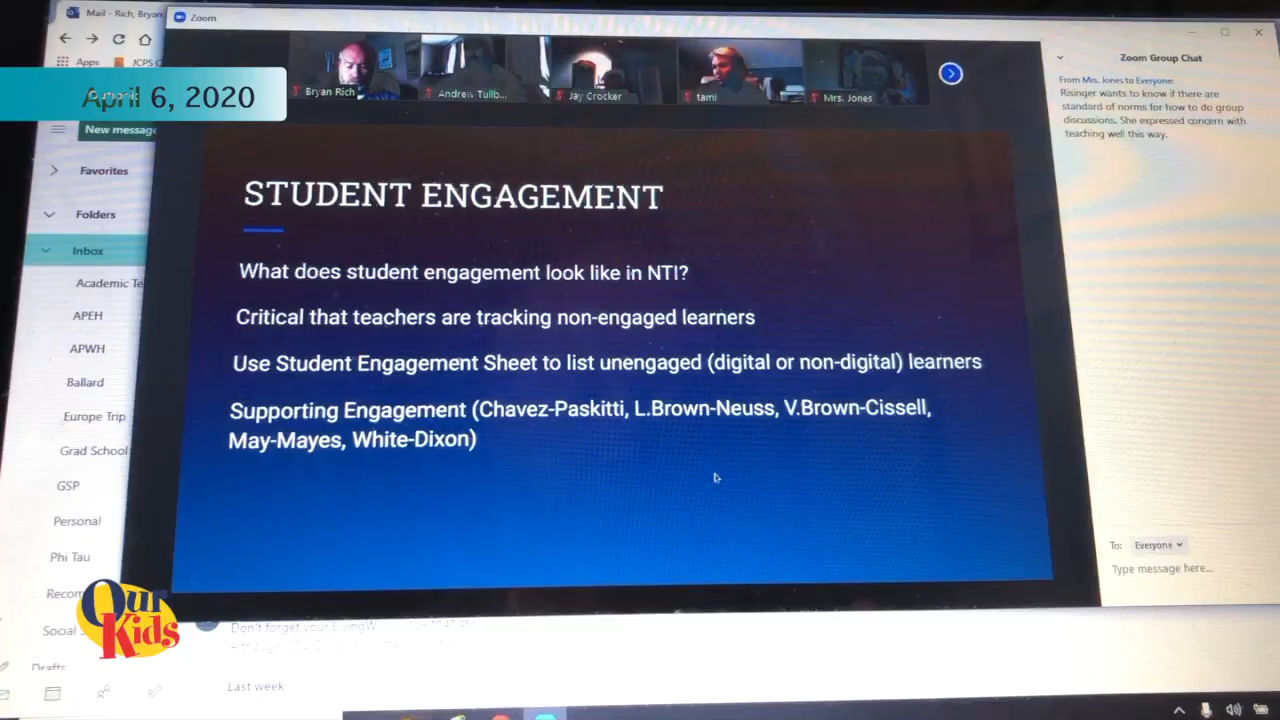 Mail - Rich, Bryan
Zoom
Apps
JCPS
April 6, 2020
New message
Favorites
Folders
Inbox
Academic Te
APEH
APWH
Ballard
Europe Trip
Grad School
GSP
Personal
Phi Tau
Recom
Social
Drafts
Bryan Rich
Andrew Tullb...
Jay Crocker
tami
Mrs. Jones
STUDENT ENGAGEMENT
What does student engagement look like in NTI?
Critical that teachers are tracking non-engaged learners
Use Student Engagement Sheet to list unengaged (digital or non-digital) learners
Supporting Engagement (Chavez-Paskitti, L.Brown-Neuss, V.Brown-Cissell,
May-Mayes, White-Dixon)
Zoom Group Chat
From Mrs. Jones to Everyone:
Risinger wants to know if there are
standard of norms for how to do group
discussions. She expressed concern with
teaching well this way.
To: Everyone
Type message here...
Our
Kids
Don't forget your
Last week